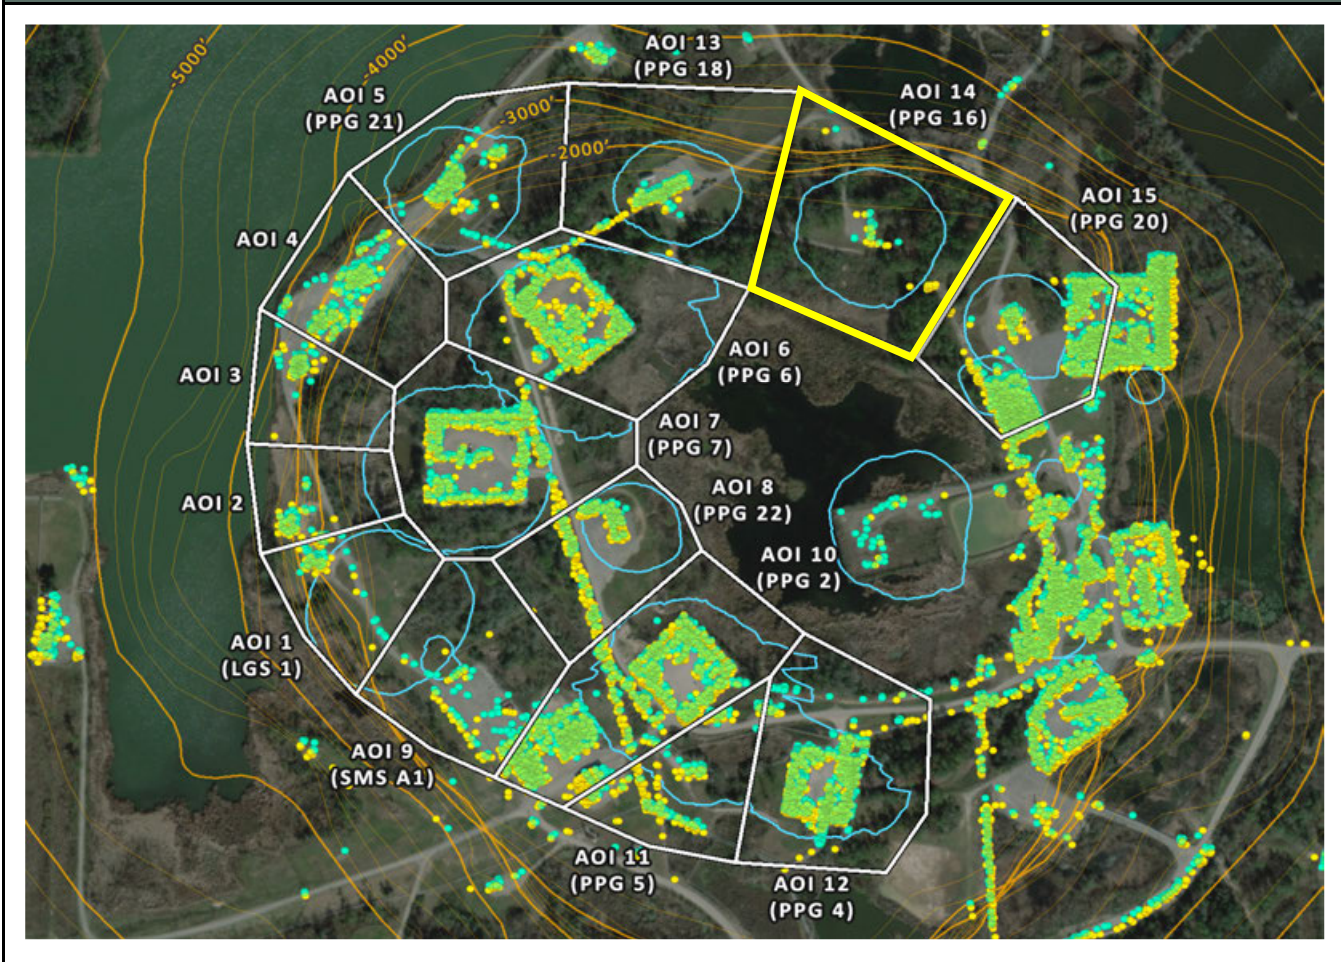 -5000'
-4000'
-3000'
-2000'
AOI 13
(PPG 18)
AOI 5
(PPG 21)
AOI 14
(PPG 16)
AOI 15
(PPG 20)
AOI 4
AOI 3
AOI 6
(PPG 6)
AOI 7
(PPG 7)
AOI 2
AOI 8
(PPG 22)
AOI 10
(PPG 2)
AOI 1
(LGS 1)
AOI 9
(SMS A1)
AOI 11
(PPG 5)
AOI 12
(PPG 4)